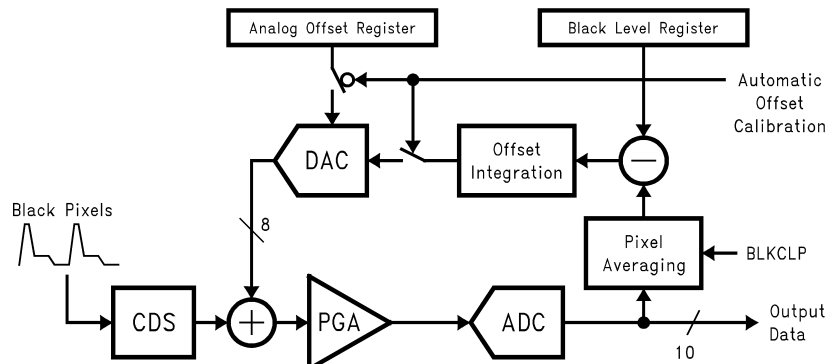 Analog Offset Register
Black Level Register
Automatic
Offset
Calibration
DAC
Offset
Integration
Black Pixels
8
Pixel
Averaging
BLKCLP
CDS
PGA
ADC
Output
Data
10